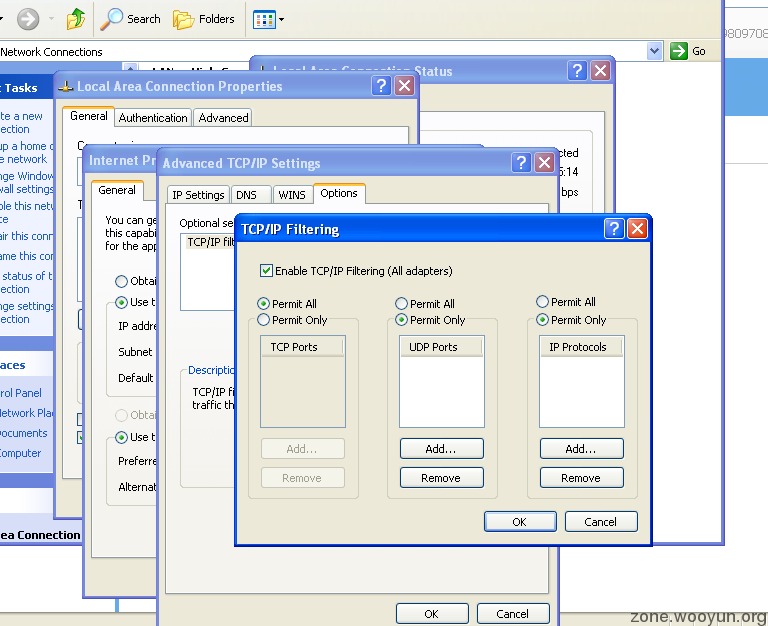 Search
Folders
Network Connections
Go
980970
Tasks
Local Area Connection Status
Local Area Connection Properties
General
Authentication
Advanced
Internet Pr
Advanced TCP/IP Settings
General
IP Settings
DNS
WINS
Options
Optional se
TCP/IP filt
You can ge
this capabi
for the app
Obtai
Use t
IP addre
Subnet
Default
Obtai
Use t
Preferre
Alternat
Descriptio
TCP/IP fi
traffic th
TCP/IP Filtering
Enable TCP/IP Filtering (All adapters)
Permit All
Permit All
Permit All
Permit Only
Permit Only
Permit Only
TCP Ports
UDP Ports
IP Protocols
Add...
Add...
Add...
Remove
Remove
Remove
OK
Cancel
OK
Cancel
cted
5:14
bps
te a new
ection
up a home o
e network
nge Window
wall settings
ble this netw
ce
air this conn
ame this con
status of t
ection
nge settings
ection
aces
rol Panel
etwork Plac
ocuments
omputer
ea Connection
zone.wooyun.org